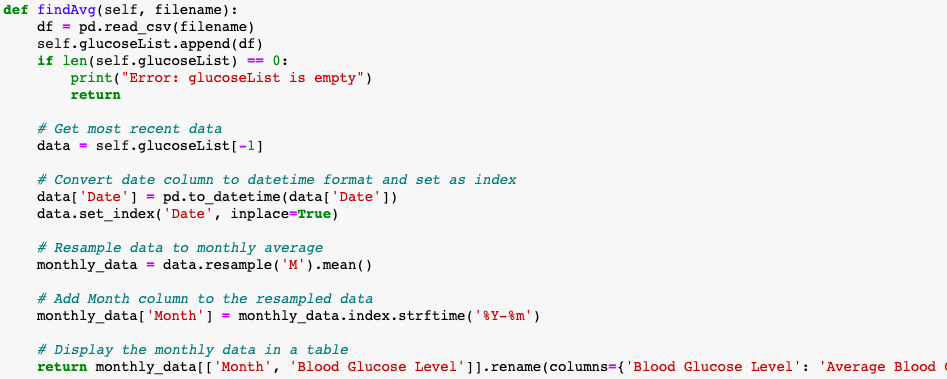 def findAvg(self, filename):
    df = pd.read_csv(filename)
    self.glucoseList.append(df)
    if len(self.glucoseList) == 0:
        print("Error: glucoseList is empty")
        return

    # Get most recent data
    data = self.glucoseList[-1]

    # Convert date column to datetime format and set as index
    data['Date'] = pd.to_datetime(data['Date'])
    data.set_index('Date', inplace=True)

    # Resample data to monthly average
    monthly_data = data.resample('M').mean()

    # Add Month column to the resampled data
    monthly_data['Month'] = monthly_data.index.strftime('%Y-%m')

    # Display the monthly data in a table
    return monthly_data[['Month', 'Blood Glucose Level']].rename(columns={'Blood Glucose Level': 'Average Blood